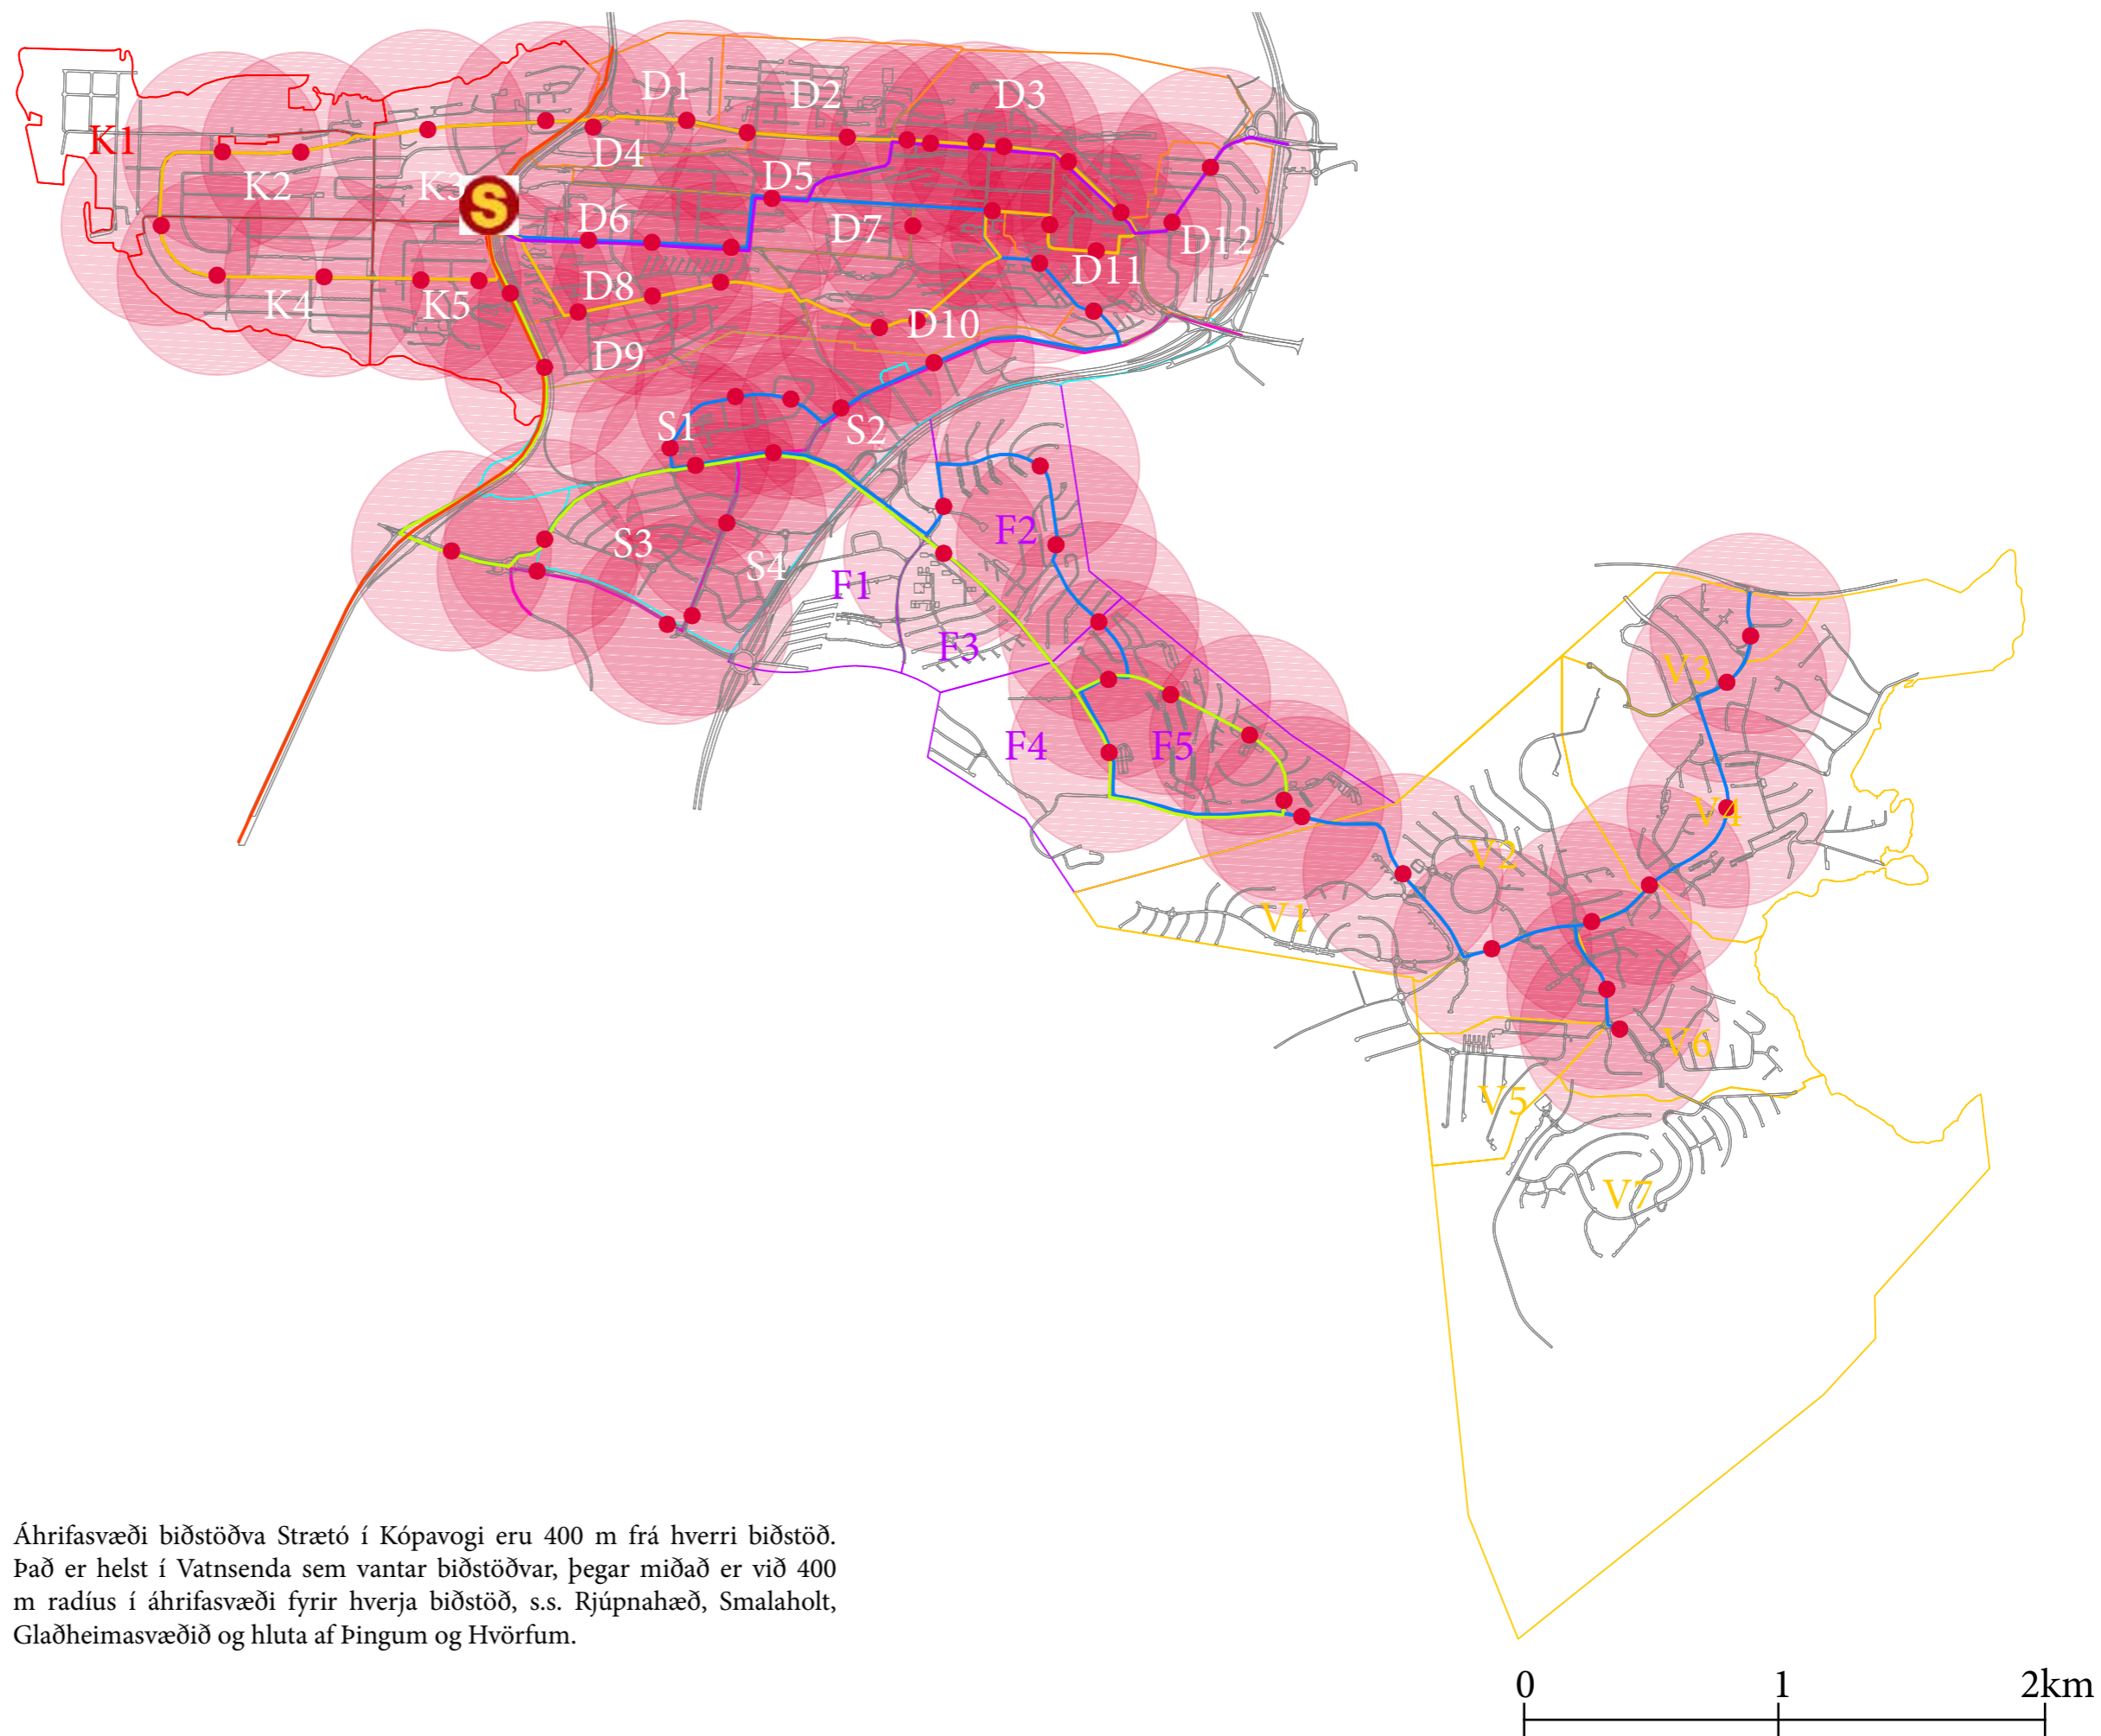 D1
D2
D3
K1
D4
K2
K3
S
D5
D6
D7
D12
D8
D11
K4
K5
D10
D9
S1
S2
S3
F2
S4
F1
F3
V3
F4
F5
V4
V2
V1
V6
V5
V7
Áhrifasvæði biðstöðva Strætó í Kópavogi eru 400 m frá hverri biðstöð.
Það er helst í Vatnsenda sem vantar biðstöðvar, þegar miðað er við 400
m radíus í áhrifasvæði fyrir hverja biðstöð, s.s. Rjúpnahæð, Smalaholt,
Glaðheimasvæðið og hluta af Þingum og Hvörfum.
0 1 2km